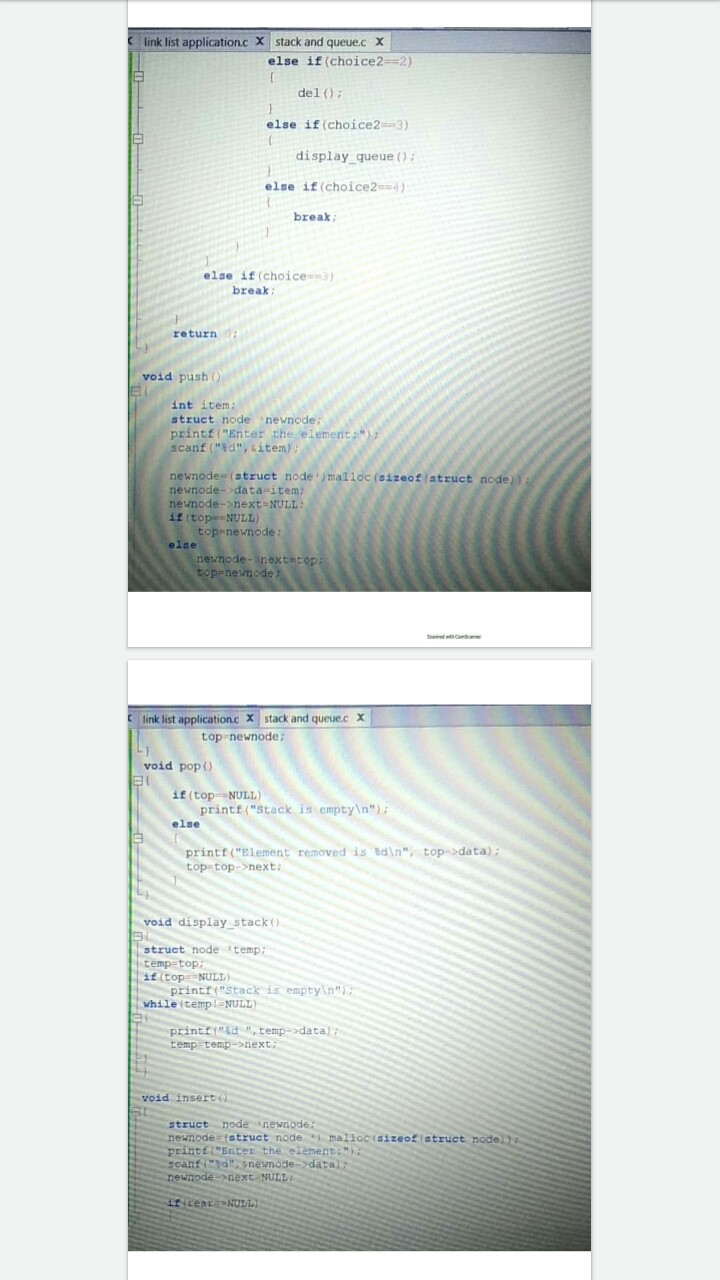 link list application.c X stack and queue.c X
else if(choice2==2)
{
del();
}
else if(choice2==3)
{
display_queue();
}
else if(choice2==4)
{
break;
}
}
}
else if(choice==3)
break;
}
return 0;
}
void push()
{
int item;
struct node *newnode;
printf("Enter the element:");
scanf("%d",&item);
newnode=(struct node*)malloc(sizeof(struct node));
newnode->data=item;
newnode->next=NULL;
if(top==NULL)
top=newnode;
else
newnode->next=top;
top=newnode;
Scanned with CamScanner
link list application.c X stack and queue.c X
top=newnode;
}
void pop()
{
if(top==NULL)
printf("Stack is empty\n");
else
{
printf("Element removed is %d\n", top->data);
top=top->next;
}
}
void display_stack()
{
struct node *temp;
temp=top;
if(top==NULL)
printf("Stack is empty\n");
while(temp!=NULL)
{
printf("%d ",temp->data);
temp=temp->next;
}
}
void insert()
{
struct node *newnode;
newnode=(struct node *) malloc(sizeof(struct node));
printf("Enter the element:");
scanf("%d",&newnode->data);
newnode->next=NULL;
if(rear==NULL)